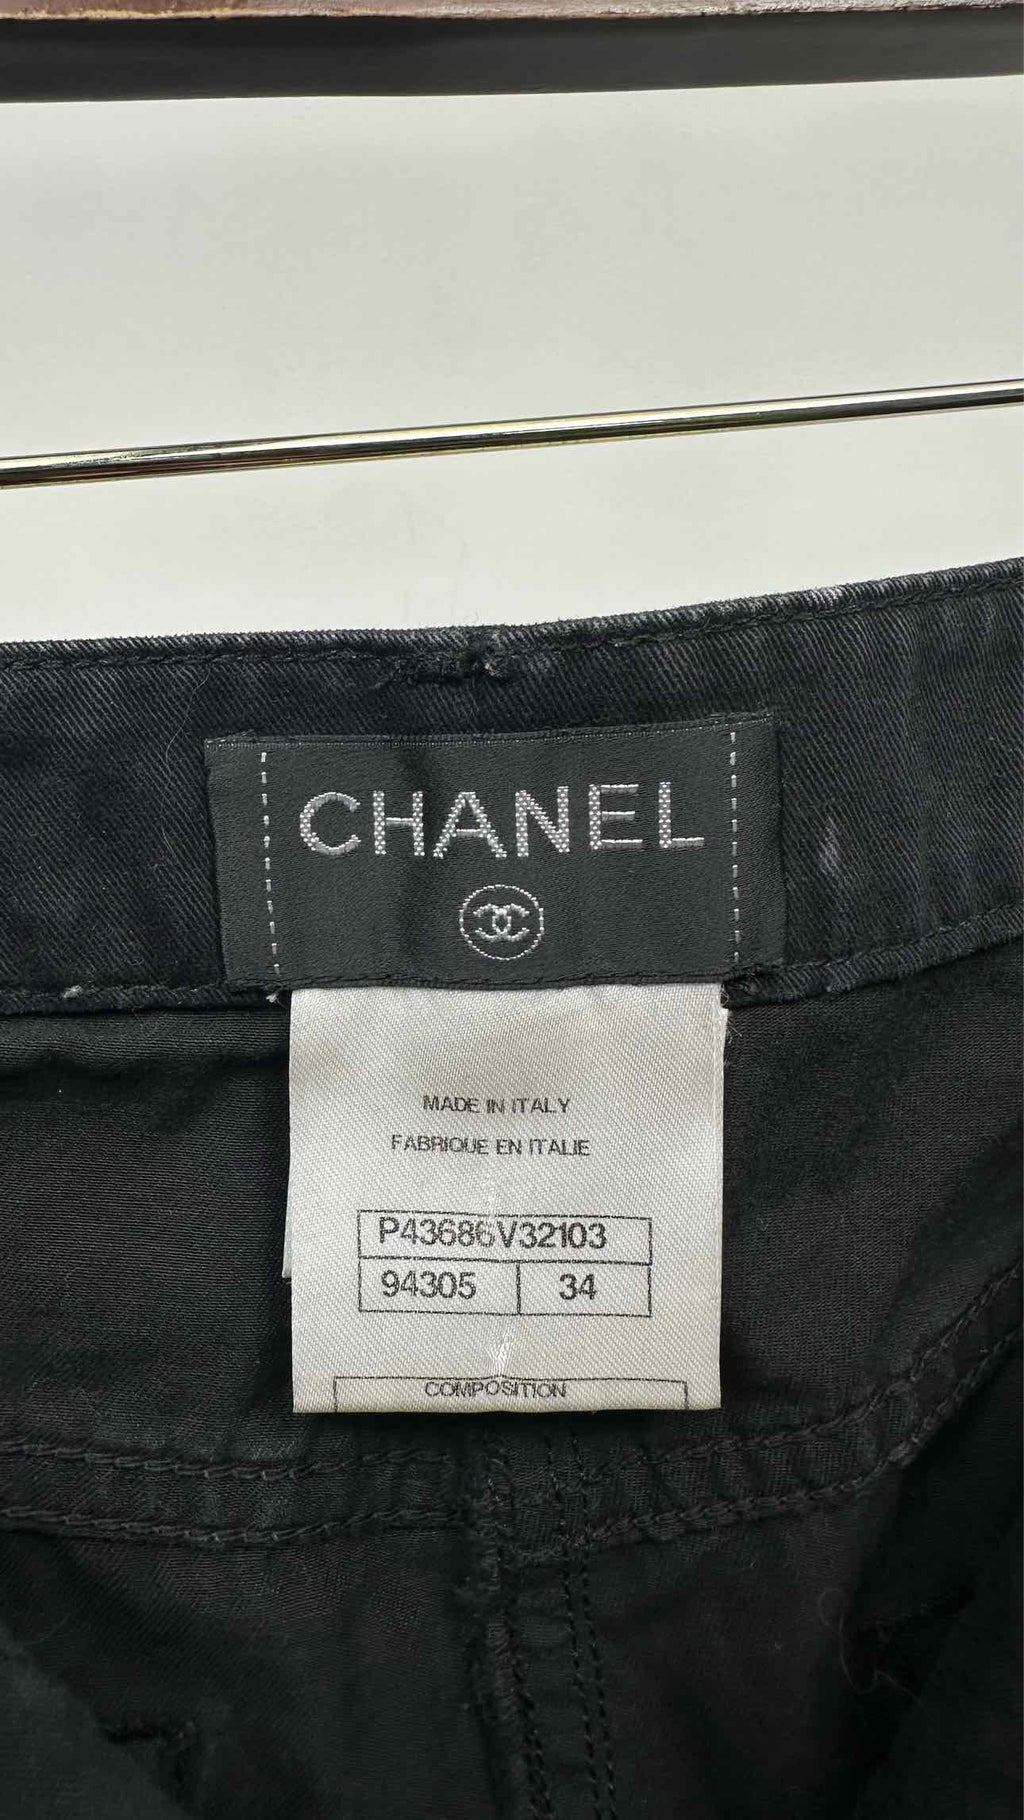 CHANEL
MADE IN ITALY
FABRIQUE EN ITALIE
P43686V32103
94305 34
COMPOSITION